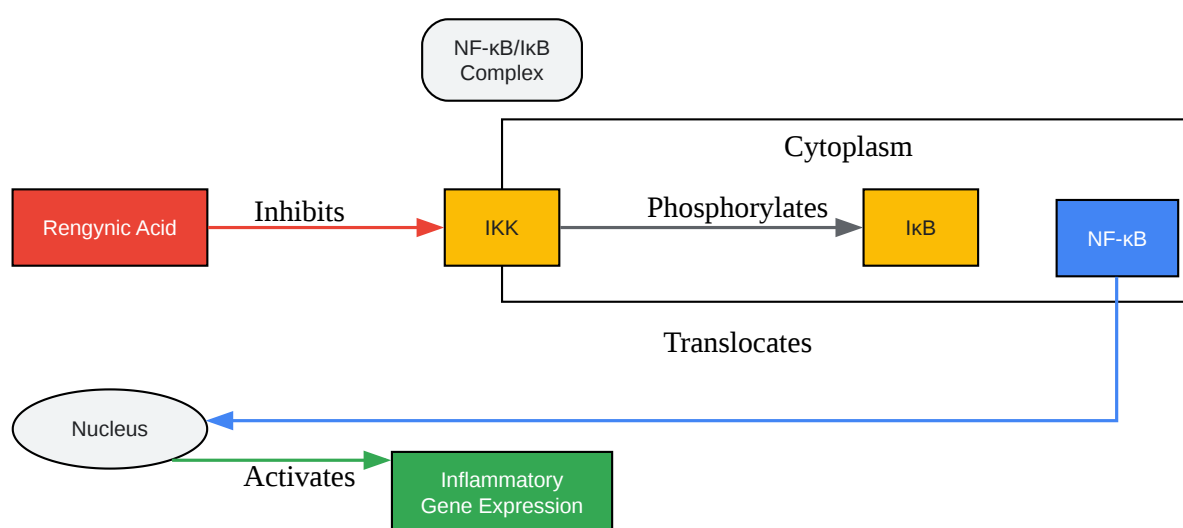 NF-κB/IκB
Complex
Cytoplasm
Rengynic Acid
Inhibits
IKK
Phosphorylates
IκB
NF-κB
Translocates
Nucleus
Activates
Inflammatory
Gene Expression